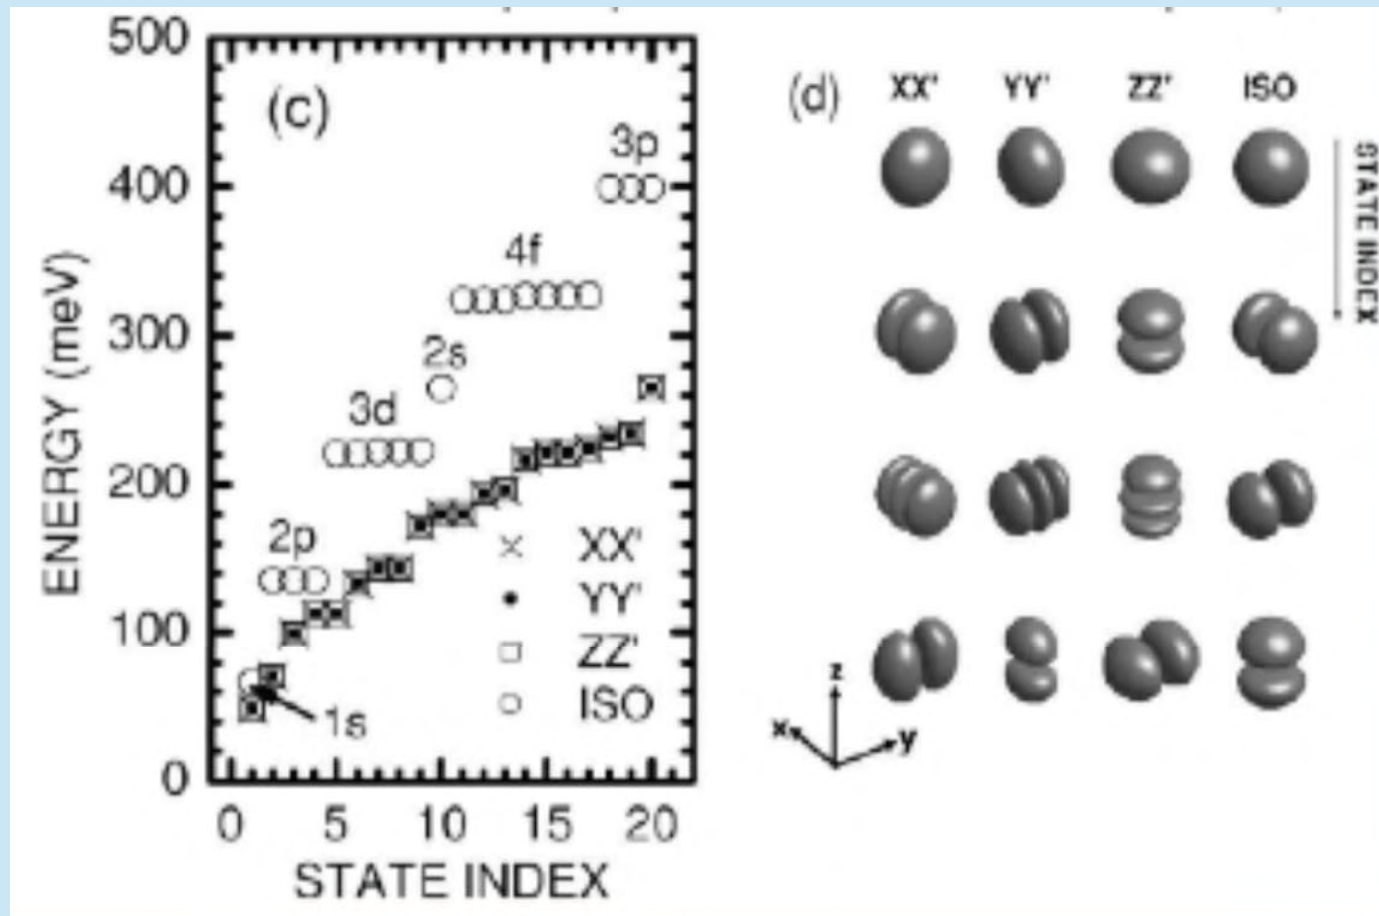 500
400
300
200
100
0
ENERGY (meV)
(c)
3p
4f
2s
3d
2p
1s
XX'
YY'
ZZ'
ISO
0 5 10 15 20
STATE INDEX
(d) XX' YY' ZZ' ISO
STATE INDEX
z
x
y